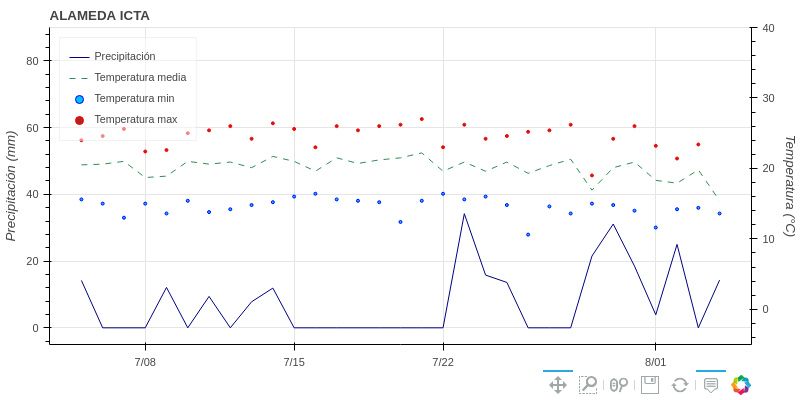 ALAMEDA ICTA
Precipitación
Temperatura media
Temperatura min
Temperatura max
Precipitación (mm)
0
20
40
60
80
Temperatura (°C)
0
10
20
30
40
7/08
7/15
7/22
8/01